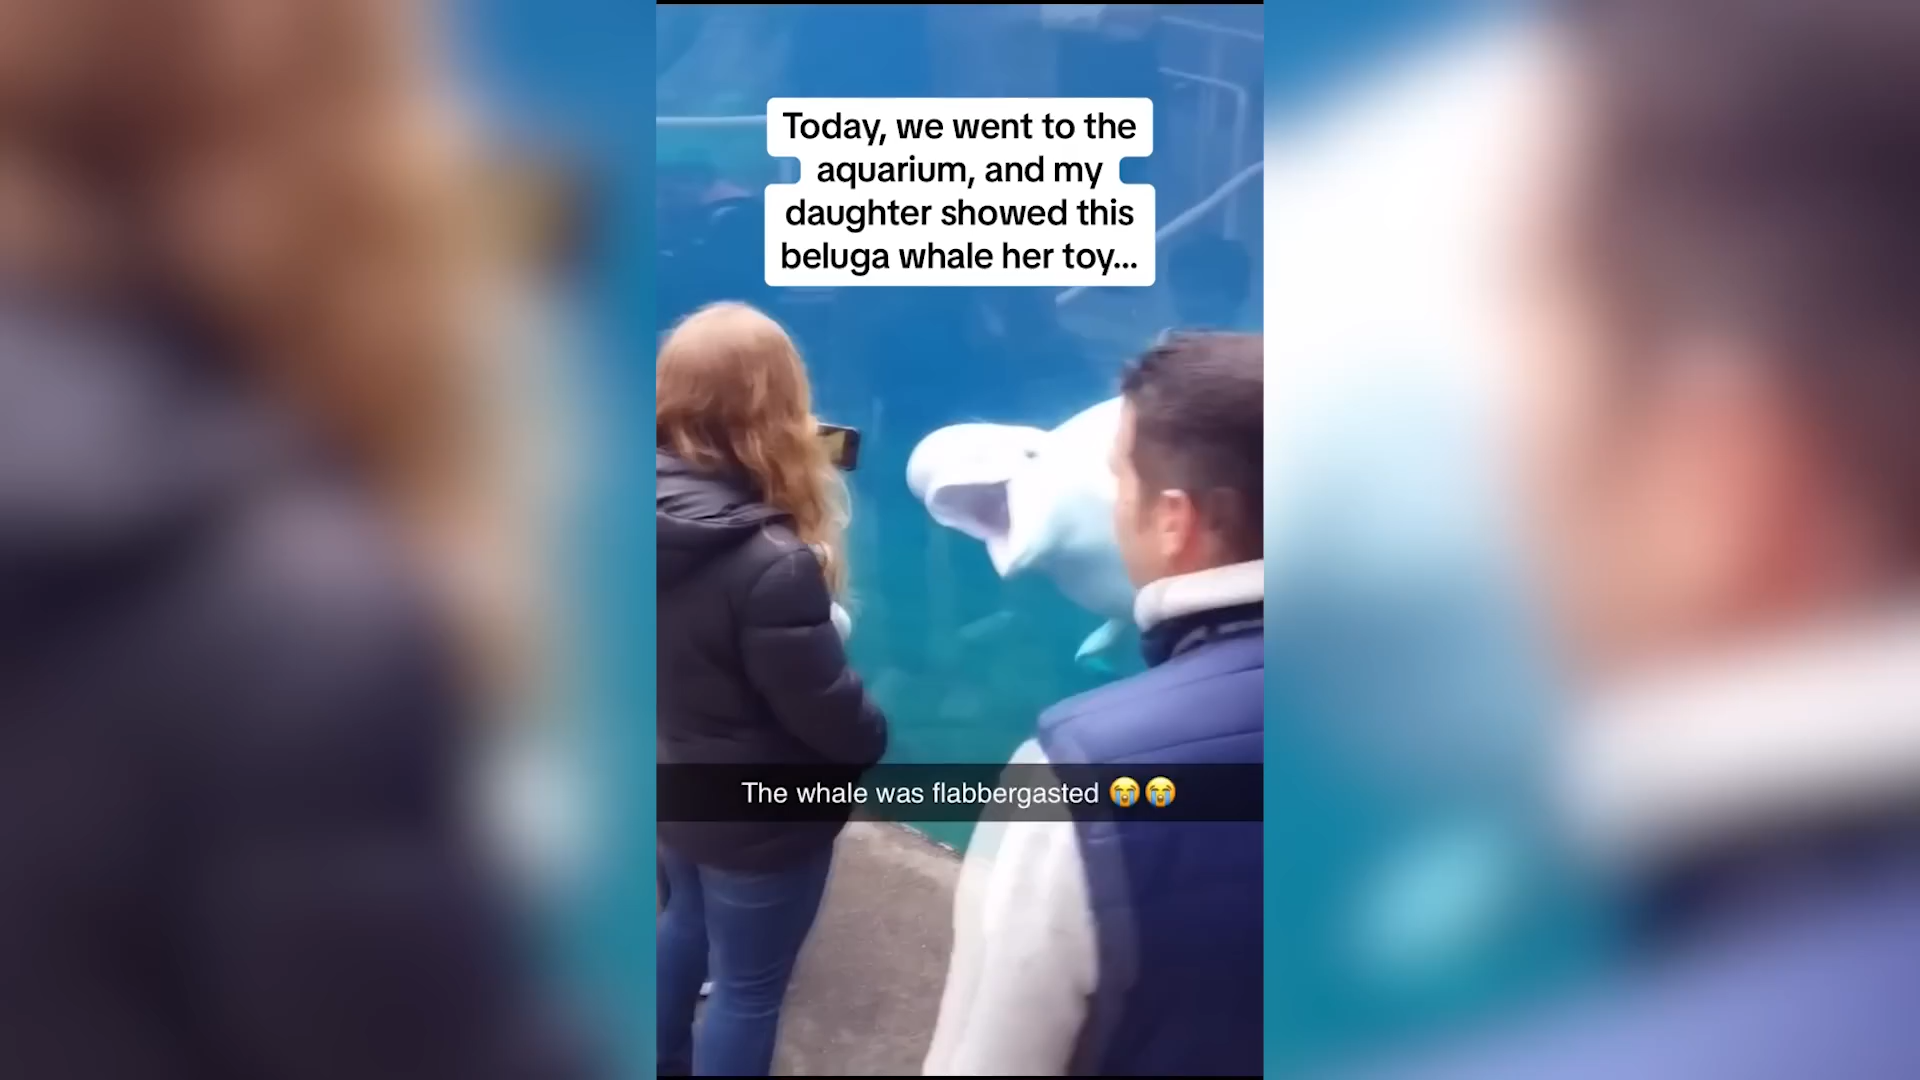 Today, we went to the
aquarium, and my
daughter showed this
beluga whale her toy...
The whale was flabbergasted 😭😭